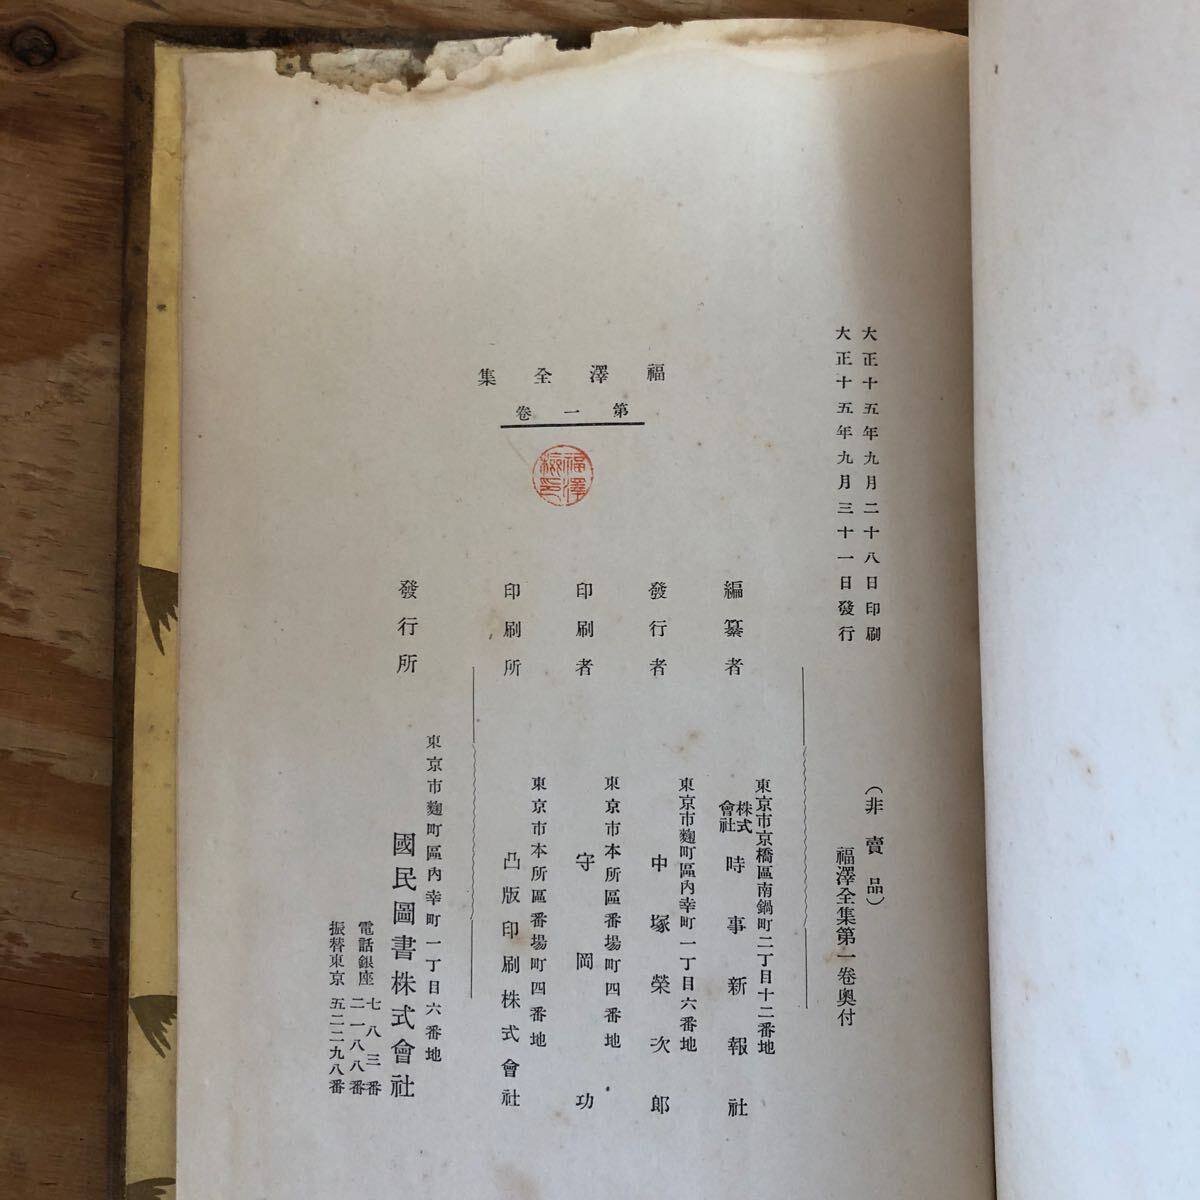 大正十五年九月二十八日印刷
大正十五年九月三十一日發行
(非賣品)
福澤全集第一卷奥付
福澤全集
第一卷
福澤
編纂者
東京市京橋區南鍋町二丁目十二番地
株式會社 時事新報社
發行者
東京市麴町區內幸町一丁目六番地
中塚榮次郎
印刷者
東京市本所區番場町四番地
守岡功
印刷所
東京市本所區番場町四番地
凸版印刷株式會社
發行所
東京市麴町區內幸町一丁目六番地
國民圖書株式會社
電話銀座 七八三番
二一八八番
振替東京 五二二九八番